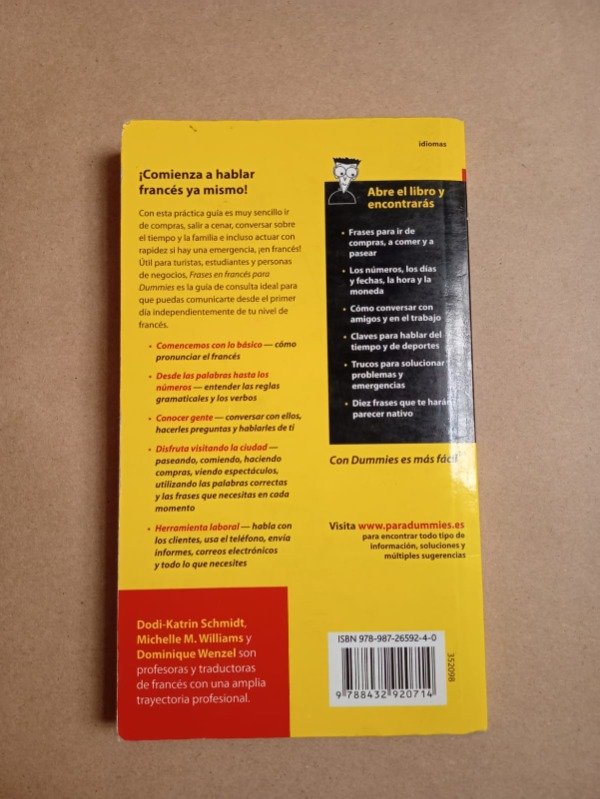 idiomas
¡Comienza a hablar
francés ya mismo!
Con esta práctica guía es muy sencillo ir
de compras, salir a cenar, conversar sobre
el tiempo y la familia e incluso actuar con
rapidez si hay una emergencia, ¡en francés!
Útil para turistas, estudiantes y personas
de negocios, Frases en francés para
Dummies es la guía de consulta ideal para
que puedas comunicarte desde el primer
día independientemente de tu nivel de
francés.
• Comencemos con lo básico — cómo
pronunciar el francés
• Desde las palabras hasta los
números — entender las reglas
gramaticales y los verbos
• Conocer gente — conversar con ellos,
hacerles preguntas y hablarles de ti
• Disfruta visitando la ciudad —
paseando, comiendo, haciendo
compras, viendo espectáculos,
utilizando las palabras correctas
y las frases que necesitas en cada
momento
• Herramienta laboral — habla con
los clientes, usa el teléfono, envía
informes, correos electrónicos
y todo lo que necesites
Abre el libro y
encontrarás
• Frases para ir de
compras, a comer y a
pasear
• Los números, los días
y fechas, la hora y la
moneda
• Cómo conversar con
amigos y en el trabajo
• Claves para hablar del
tiempo y de deportes
• Trucos para solucionar
problemas y
emergencias
• Diez frases que te harán
parecer nativo
Con Dummies es más fácil
Visita www.paradummies.es
para encontrar todo tipo de
información, soluciones y
múltiples sugerencias
Dodi-Katrin Schmidt,
Michelle M. Williams y
Dominique Wenzel son
profesoras y traductoras
de francés con una amplia
trayectoria profesional.
ISBN 978-987-26592-4-0
9 788432 920714
352098